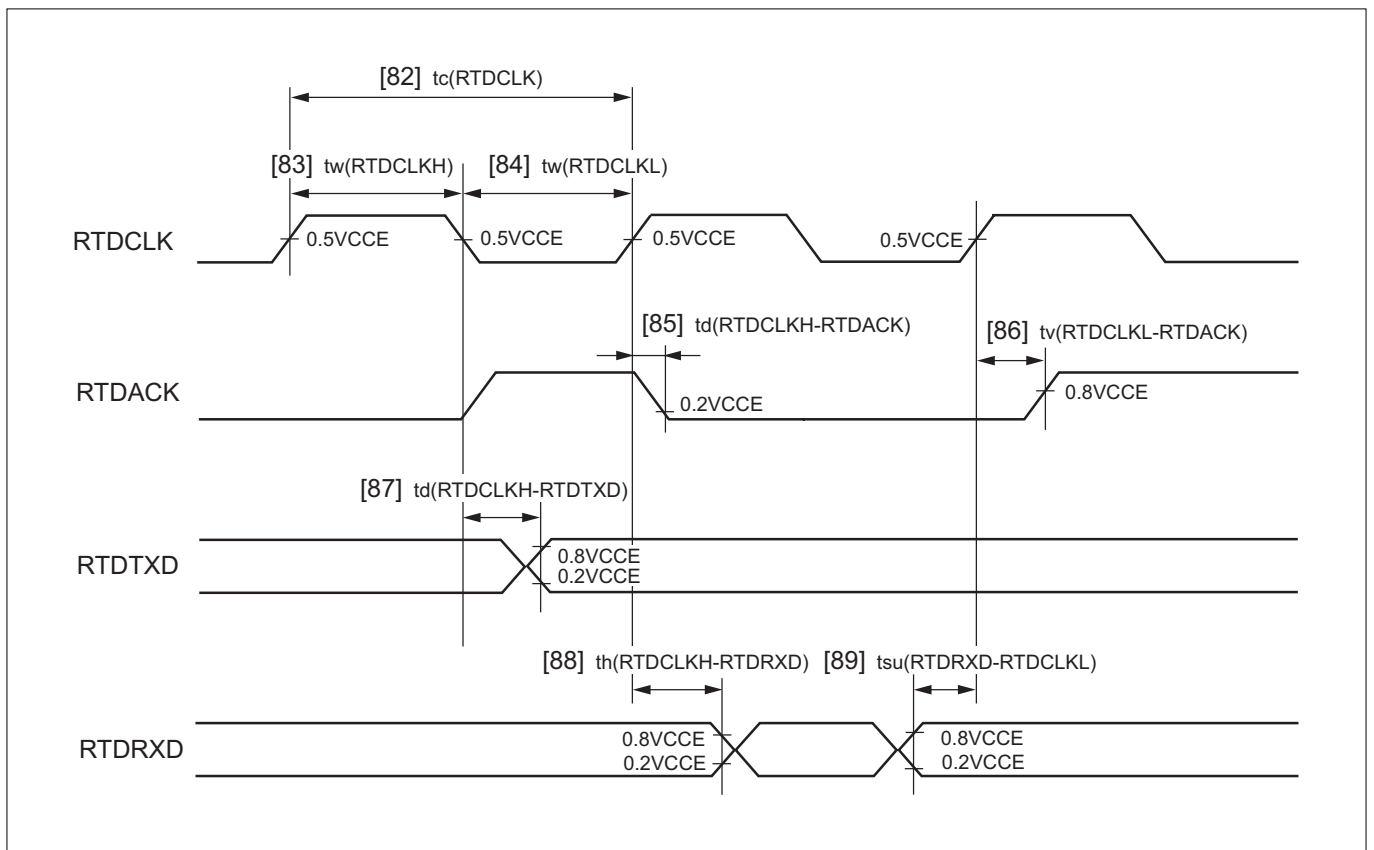 [82] tc(RTDCLK)
[83] tw(RTDCLKH)
[84] tw(RTDCLKL)
RTDCLK
0.5VCCE
0.5VCCE
0.5VCCE
0.5VCCE
[85] td(RTDCLKH-RTDACK)
[86] tv(RTDCLKL-RTDACK)
RTDACK
0.2VCCE
0.8VCCE
[87] td(RTDCLKH-RTDTXD)
RTDTXD
0.8VCCE
0.2VCCE
[88] th(RTDCLKH-RTDRXD)
[89] tsu(RTDRXD-RTDCLKL)
RTDRXD
0.8VCCE
0.2VCCE
0.8VCCE
0.2VCCE